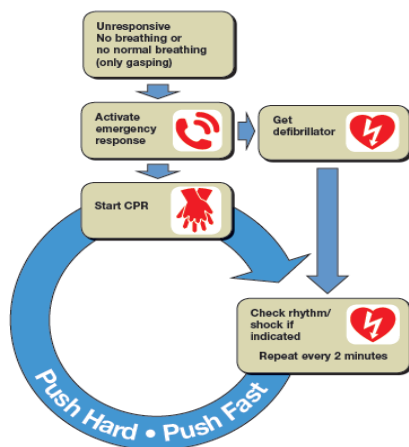 Unresponsive
No breathing or
no normal breathing
(only gasping)
Activate
emergency
response
Get
defibrillator
Start CPR
Check rhythm/
shock if
indicated
Repeat every 2 minutes
Push Hard • Push Fast